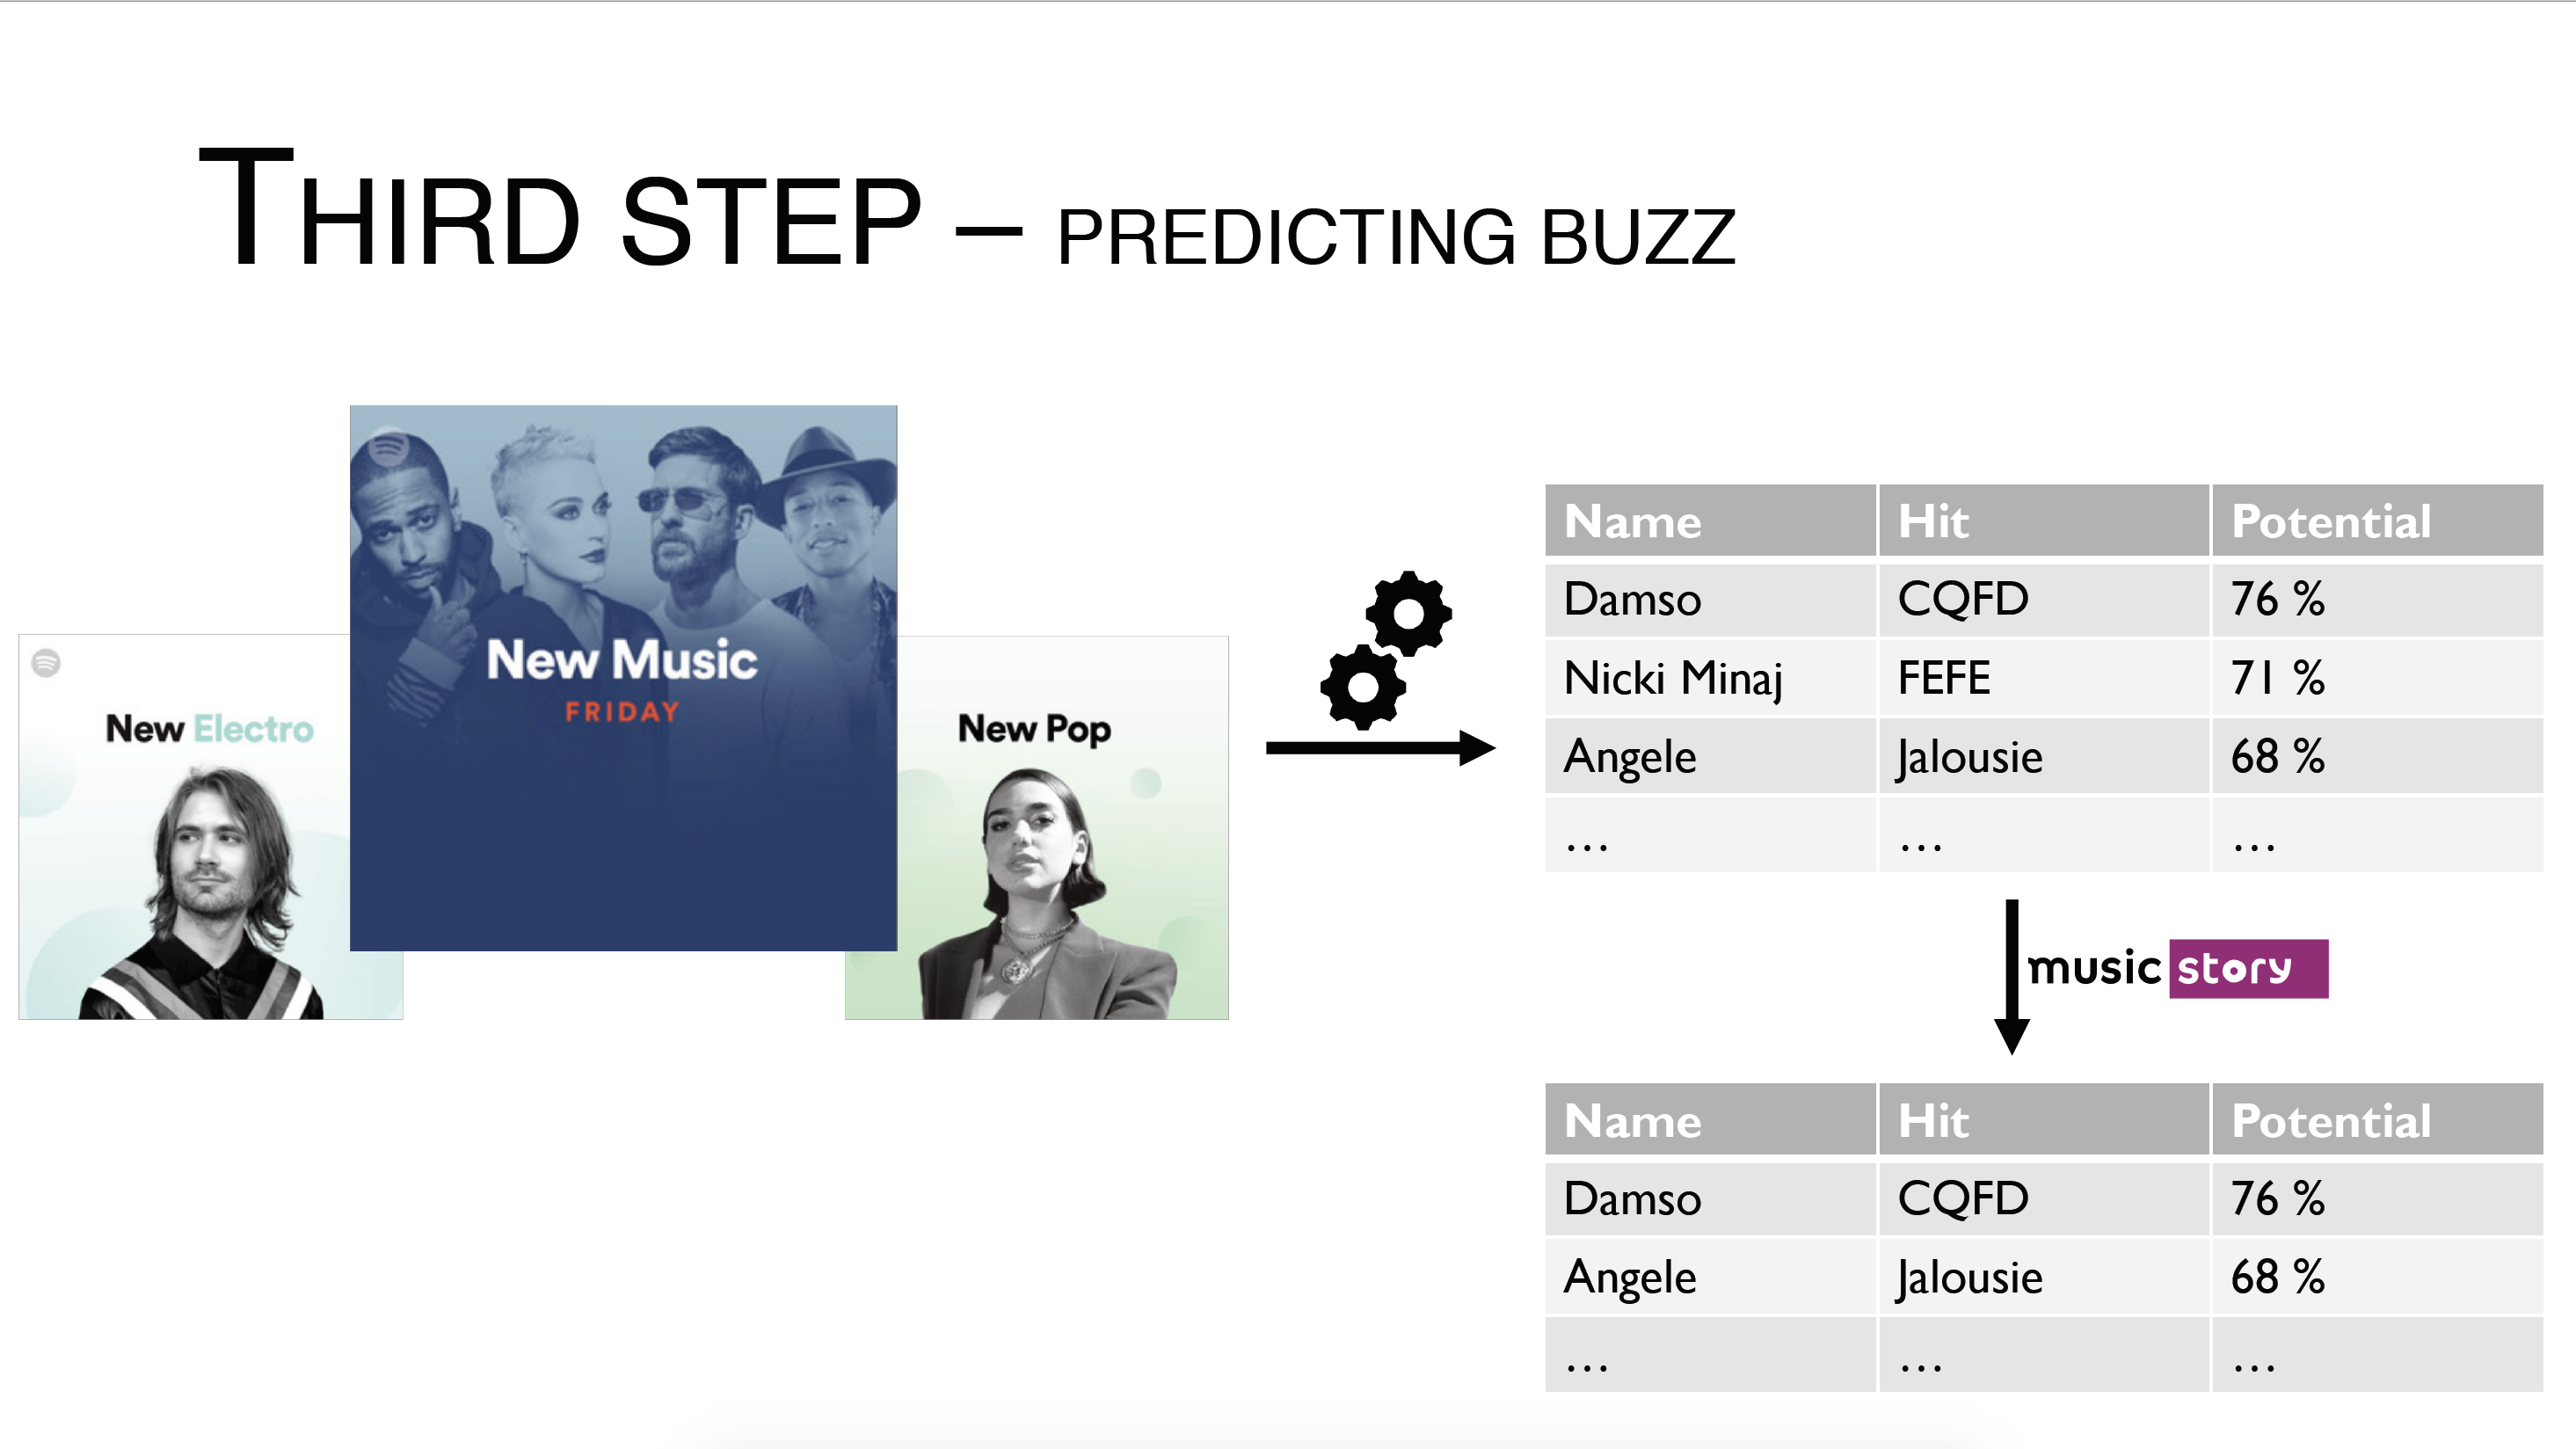 THIRD STEP – PREDICTING BUZZ
New Electro
New Music
FRIDAY
New Pop
Name Hit Potential
Damso CQFD 76 %
Nicki Minaj FEFE 71 %
Angele Jalousie 68 %
... ... ...
music story
Name Hit Potential
Damso CQFD 76 %
Angele Jalousie 68 %
... ... ...